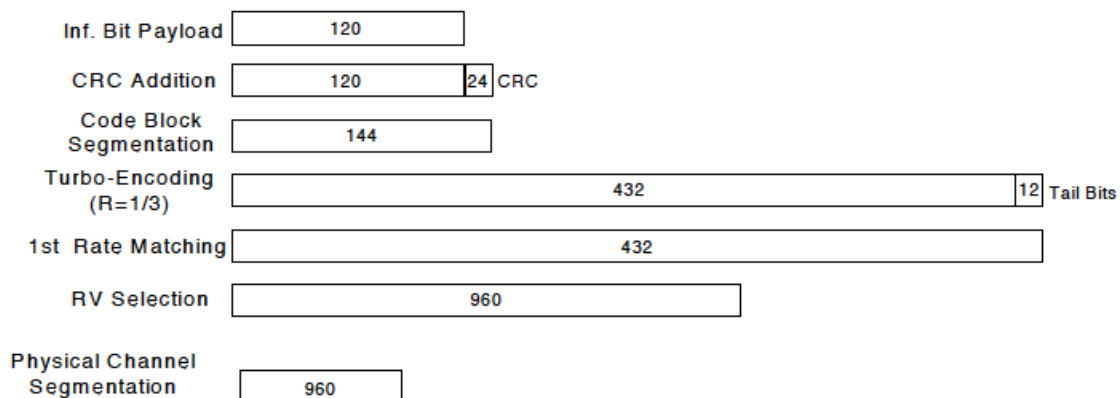 Inf. Bit Payload 120
CRC Addition 120 24 CRC
Code Block
Segmentation 144
Turbo-Encoding
(R=1/3) 432 12 Tail Bits
1st Rate Matching 432
RV Selection 960
Physical Channel
Segmentation 960